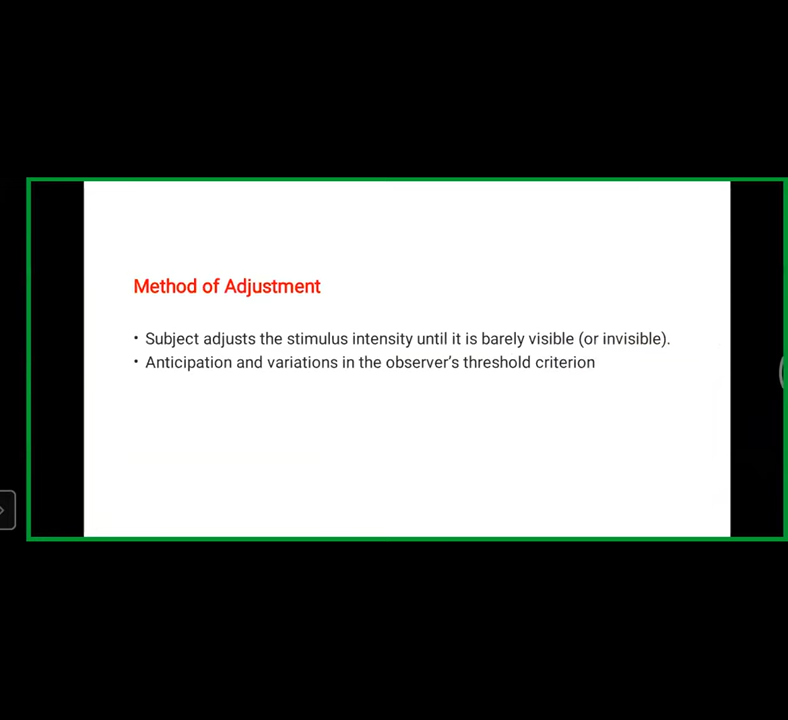 Method of Adjustment
• Subject adjusts the stimulus intensity until it is barely visible (or invisible).
• Anticipation and variations in the observer’s threshold criterion